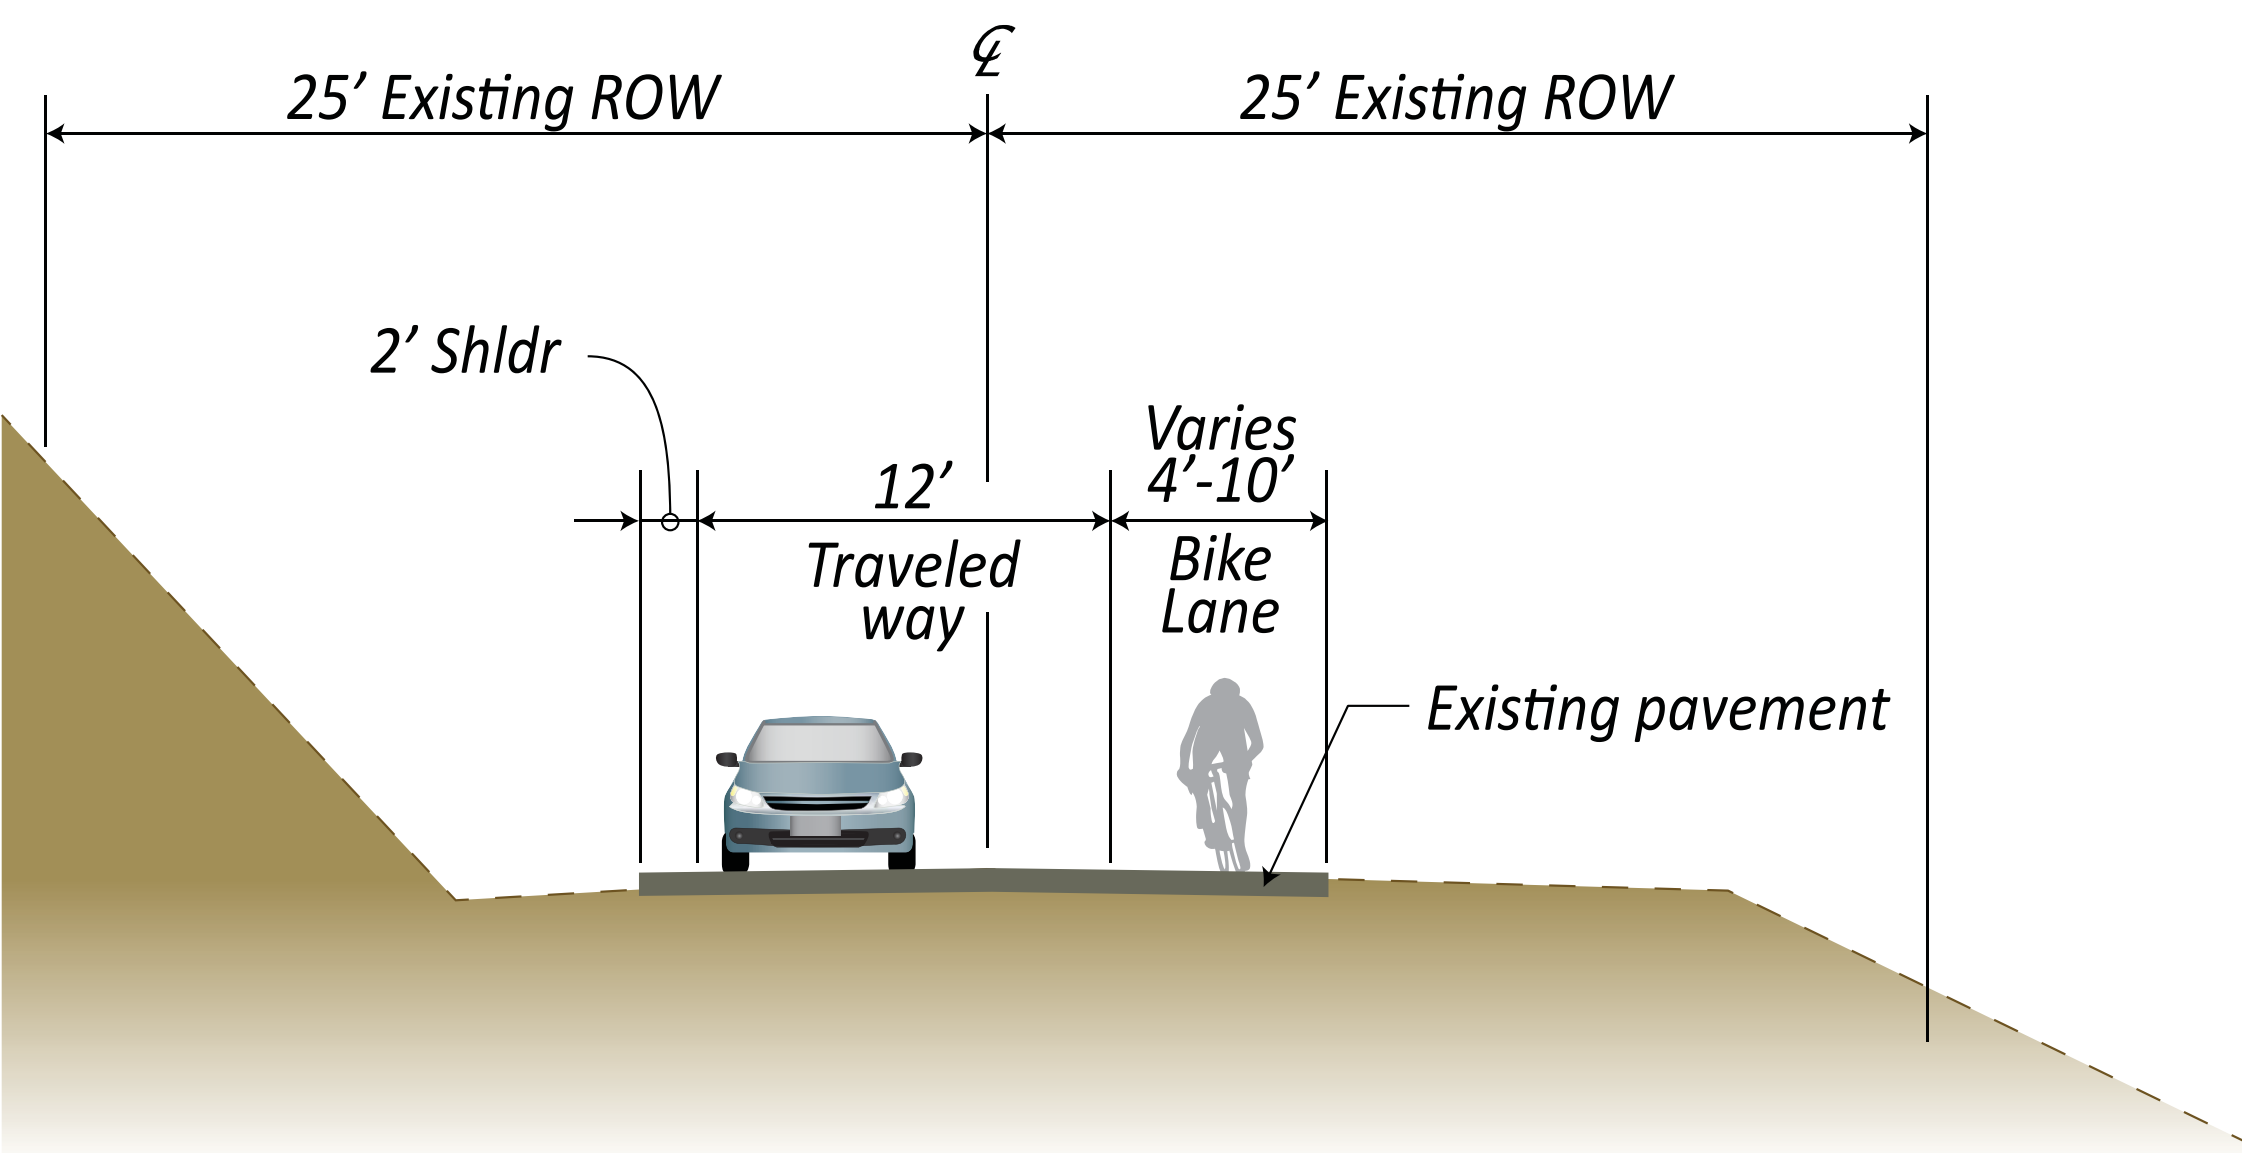 ℄
25’ Existing ROW
25’ Existing ROW
2’ Shldr
12’
Traveled
way
Varies
4’-10’
Bike
Lane
Existing pavement